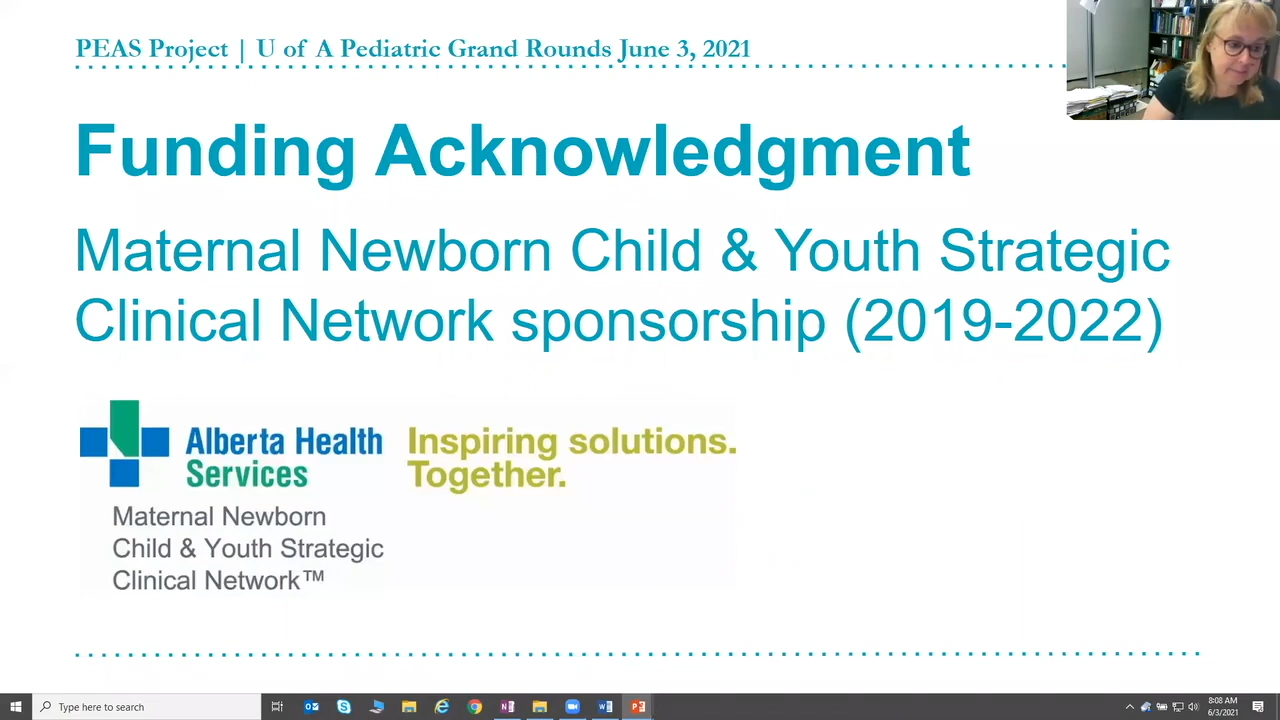 PEAS Project | U of A Pediatric Grand Rounds June 3, 2021
Funding Acknowledgment
Maternal Newborn Child & Youth Strategic
Clinical Network sponsorship (2019-2022)
Alberta Health
Services
Inspiring solutions.
Together.
Maternal Newborn
Child & Youth Strategic
Clinical Network™
Type here to search
8:08 AM
6/3/2021